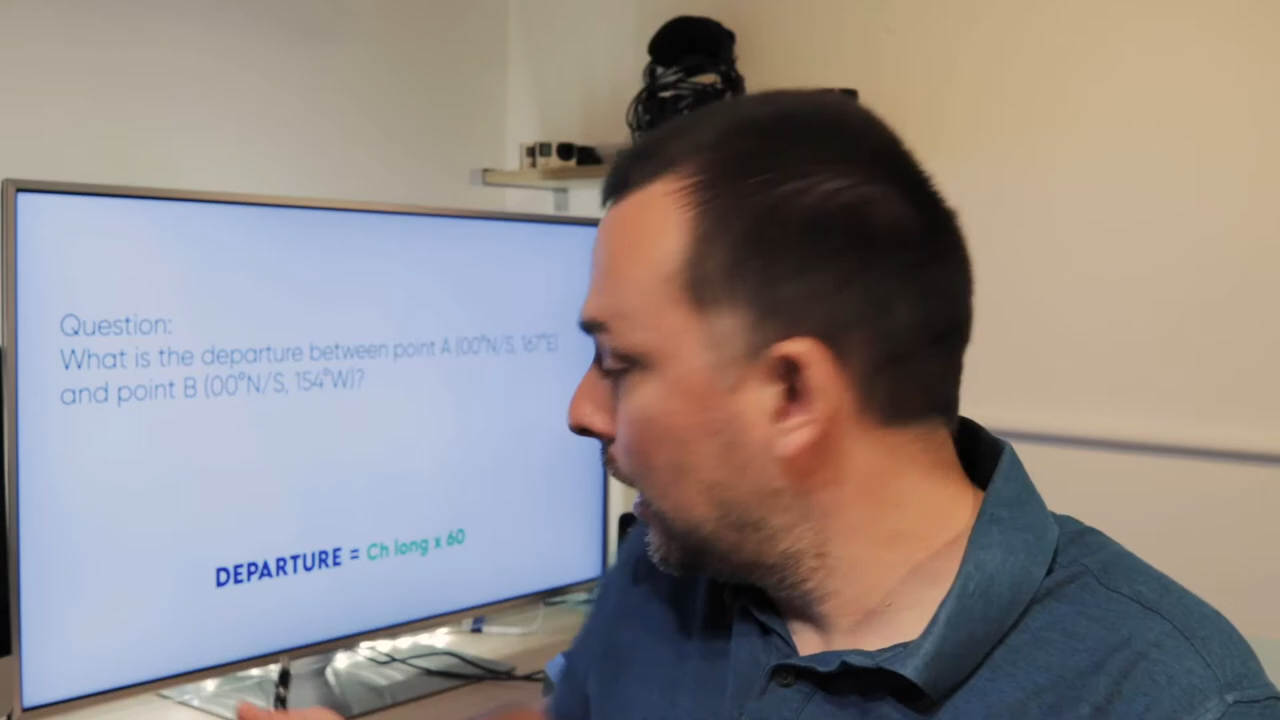 Question:
What is the departure between point A (00°N/S, 167°E)
and point B (00°N/S, 154°W)?
DEPARTURE = Ch long x 60